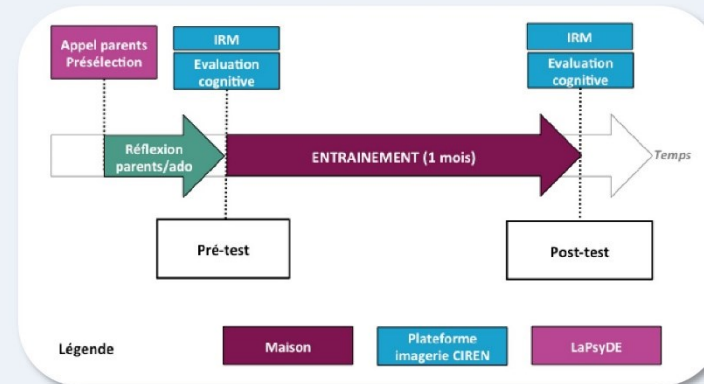 Appel parents
Présélection
IRM
Evaluation
cognitive
IRM
Evaluation
cognitive
Réflexion
parents/ado
ENTRAINEMENT (1 mois)
Temps
Pré-test
Post-test
Légende
Maison
Plateforme
imagerie CIREN
LaPsyDE